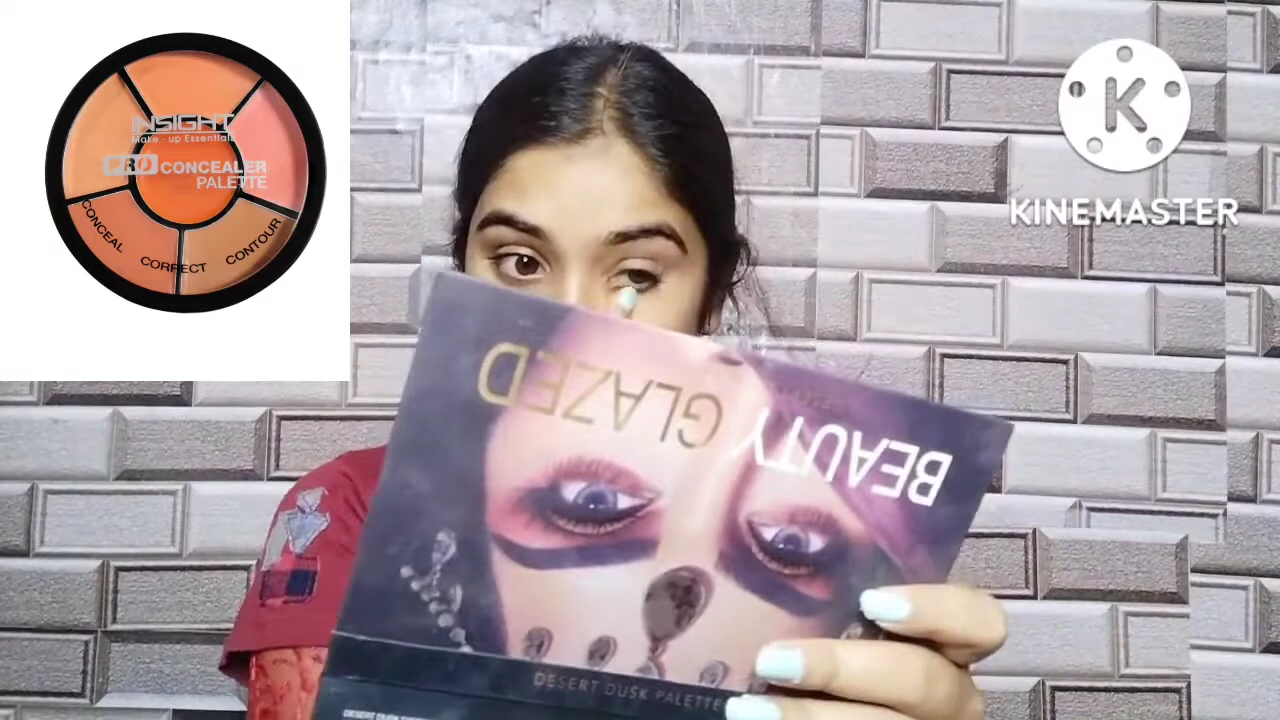 INSIGHT
Make-up Essentials
PRO CONCEALER
PALETTE
CONCEAL
CORRECT
CONTOUR
K
KINEMASTER
BEAUTY
GLAZED
DESERT DUSK PALETTE